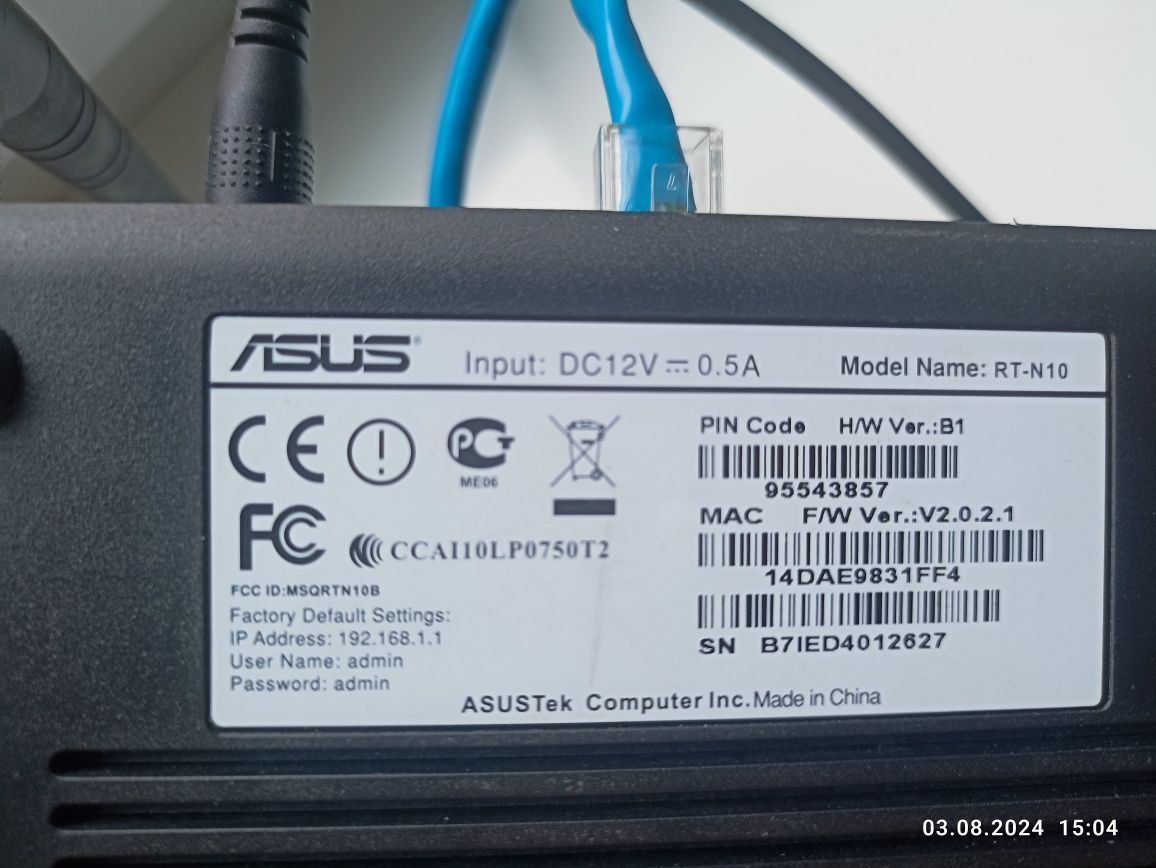 ASUS® Input: DC12V ⎓ 0.5A Model Name: RT-N10
CE
РСТ
ME06
FC
CCAI10LP0750T2
FCC ID:MSQRTN10B
Factory Default Settings:
IP Address: 192.168.1.1
User Name: admin
Password: admin
PIN Code H/W Ver.:B1
95543857
MAC F/W Ver.:V2.0.2.1
14DAE9831FF4
SN B7IED4012627
ASUSTek Computer Inc. Made in China
03.08.2024 15:04